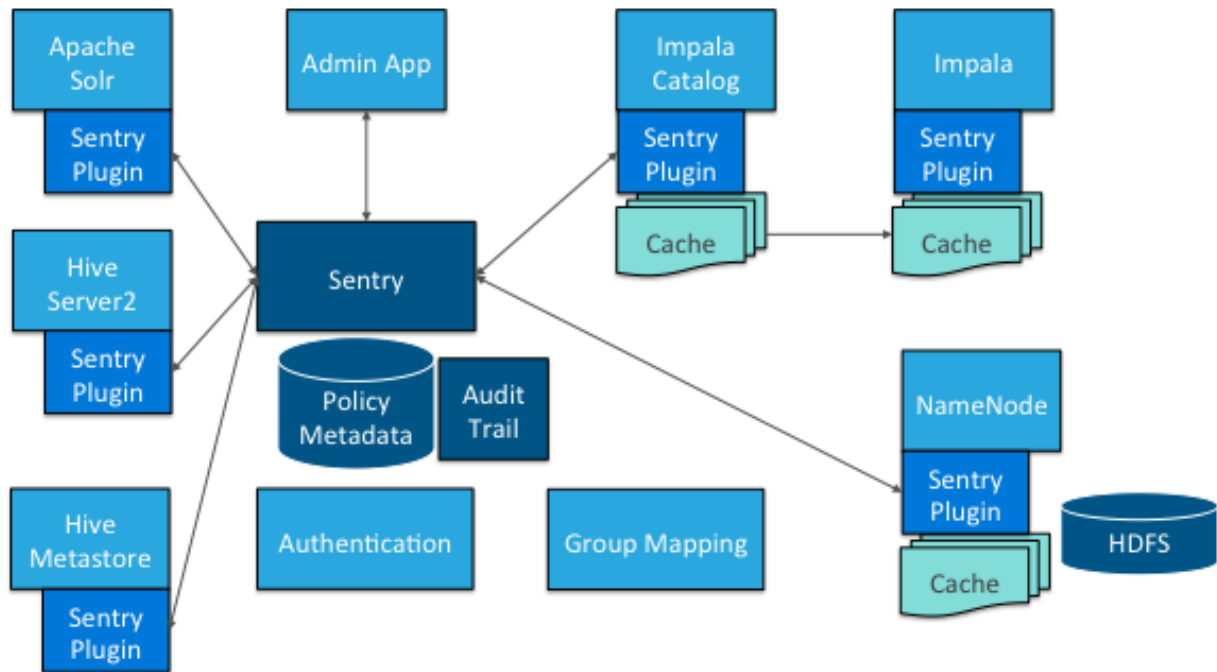 Apache
Solr
Sentry
Plugin
Admin App
Impala
Catalog
Sentry
Plugin
Cache
Impala
Sentry
Plugin
Cache
Hive
Server2
Sentry
Plugin
Sentry
Policy
Metadata
Audit
Trail
NameNode
Sentry
Plugin
Cache
HDFS
Hive
Metastore
Sentry
Plugin
Authentication
Group Mapping